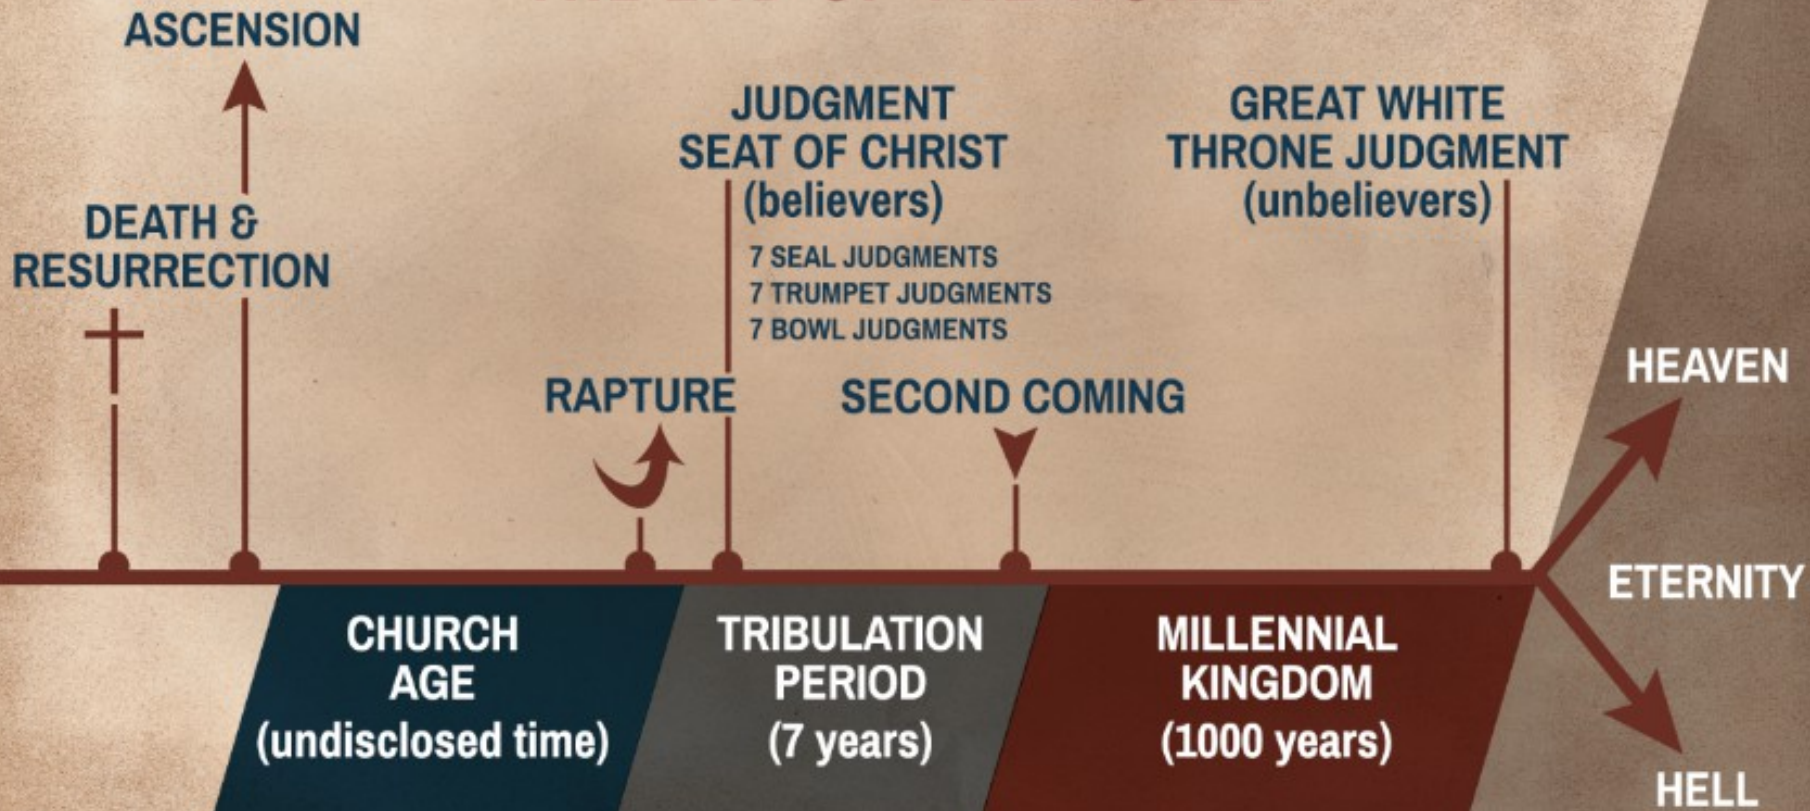 ASCENSION
DEATH &
RESURRECTION
JUDGMENT
SEAT OF CHRIST
(believers)
7 SEAL JUDGMENTS
7 TRUMPET JUDGMENTS
7 BOWL JUDGMENTS
GREAT WHITE
THRONE JUDGMENT
(unbelievers)
RAPTURE
SECOND COMING
HEAVEN
ETERNITY
HELL
CHURCH
AGE
(undisclosed time)
TRIBULATION
PERIOD
(7 years)
MILLENNIAL
KINGDOM
(1000 years)